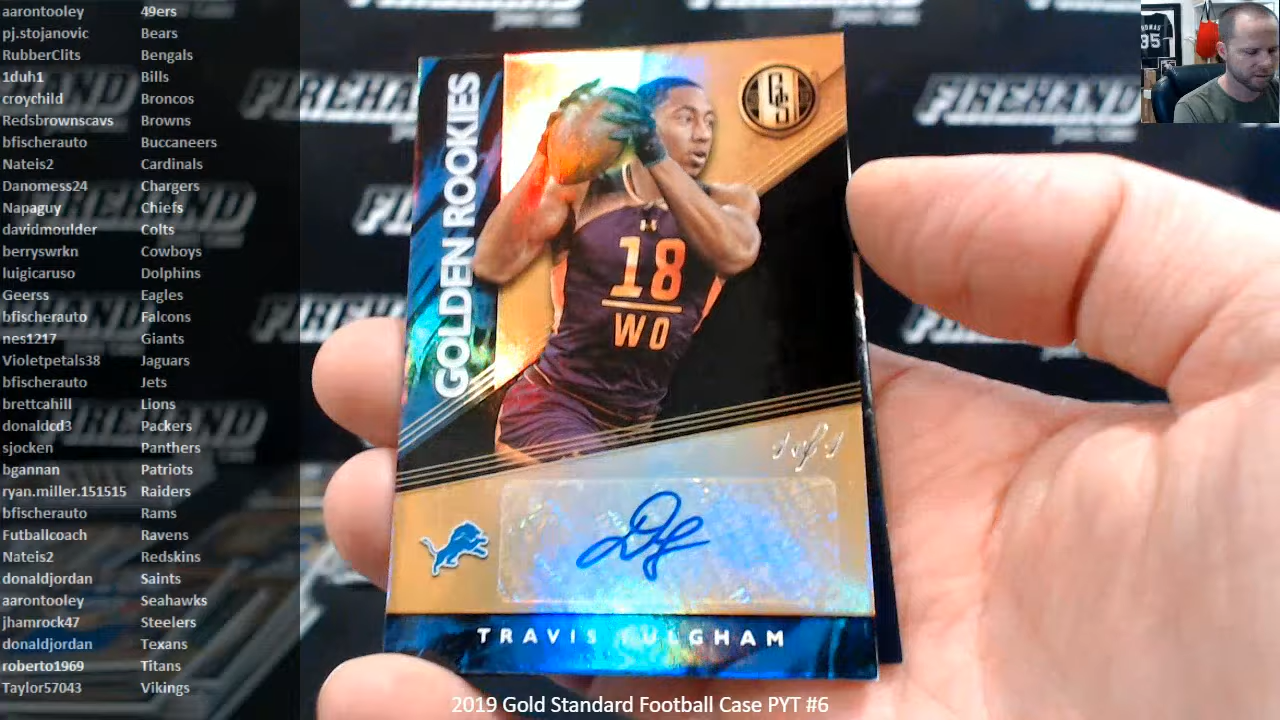 aarontooley 49ers
pj.stojanovic Bears
RubberClits Bengals
1duh1 Bills
croychild Broncos
Redsbrownscavs Browns
bfischerauto Buccaneers
Nateis2 Cardinals
Danomess24 Chargers
Napaguy Chiefs
davidmoulder Colts
berryswrkn Cowboys
luigicaruso Dolphins
Geerss Eagles
bfischerauto Falcons
nes1217 Giants
Violetpetals38 Jaguars
bfischerauto Jets
brettcahill Lions
donaldcd3 Packers
sjocken Panthers
bgannan Patriots
ryan.miller.151515 Raiders
bfischerauto Rams
Futballcoach Ravens
Nateis2 Redskins
donaldjordan Saints
aarontooley Seahawks
jhamrock47 Steelers
donaldjordan Texans
roberto1969 Titans
Taylor57043 Vikings
GOLDEN ROOKIES
GS
18
WO
1 of 1
TRAVIS FULGHAM
FIREHAND
2019 Gold Standard Football Case PYT #6